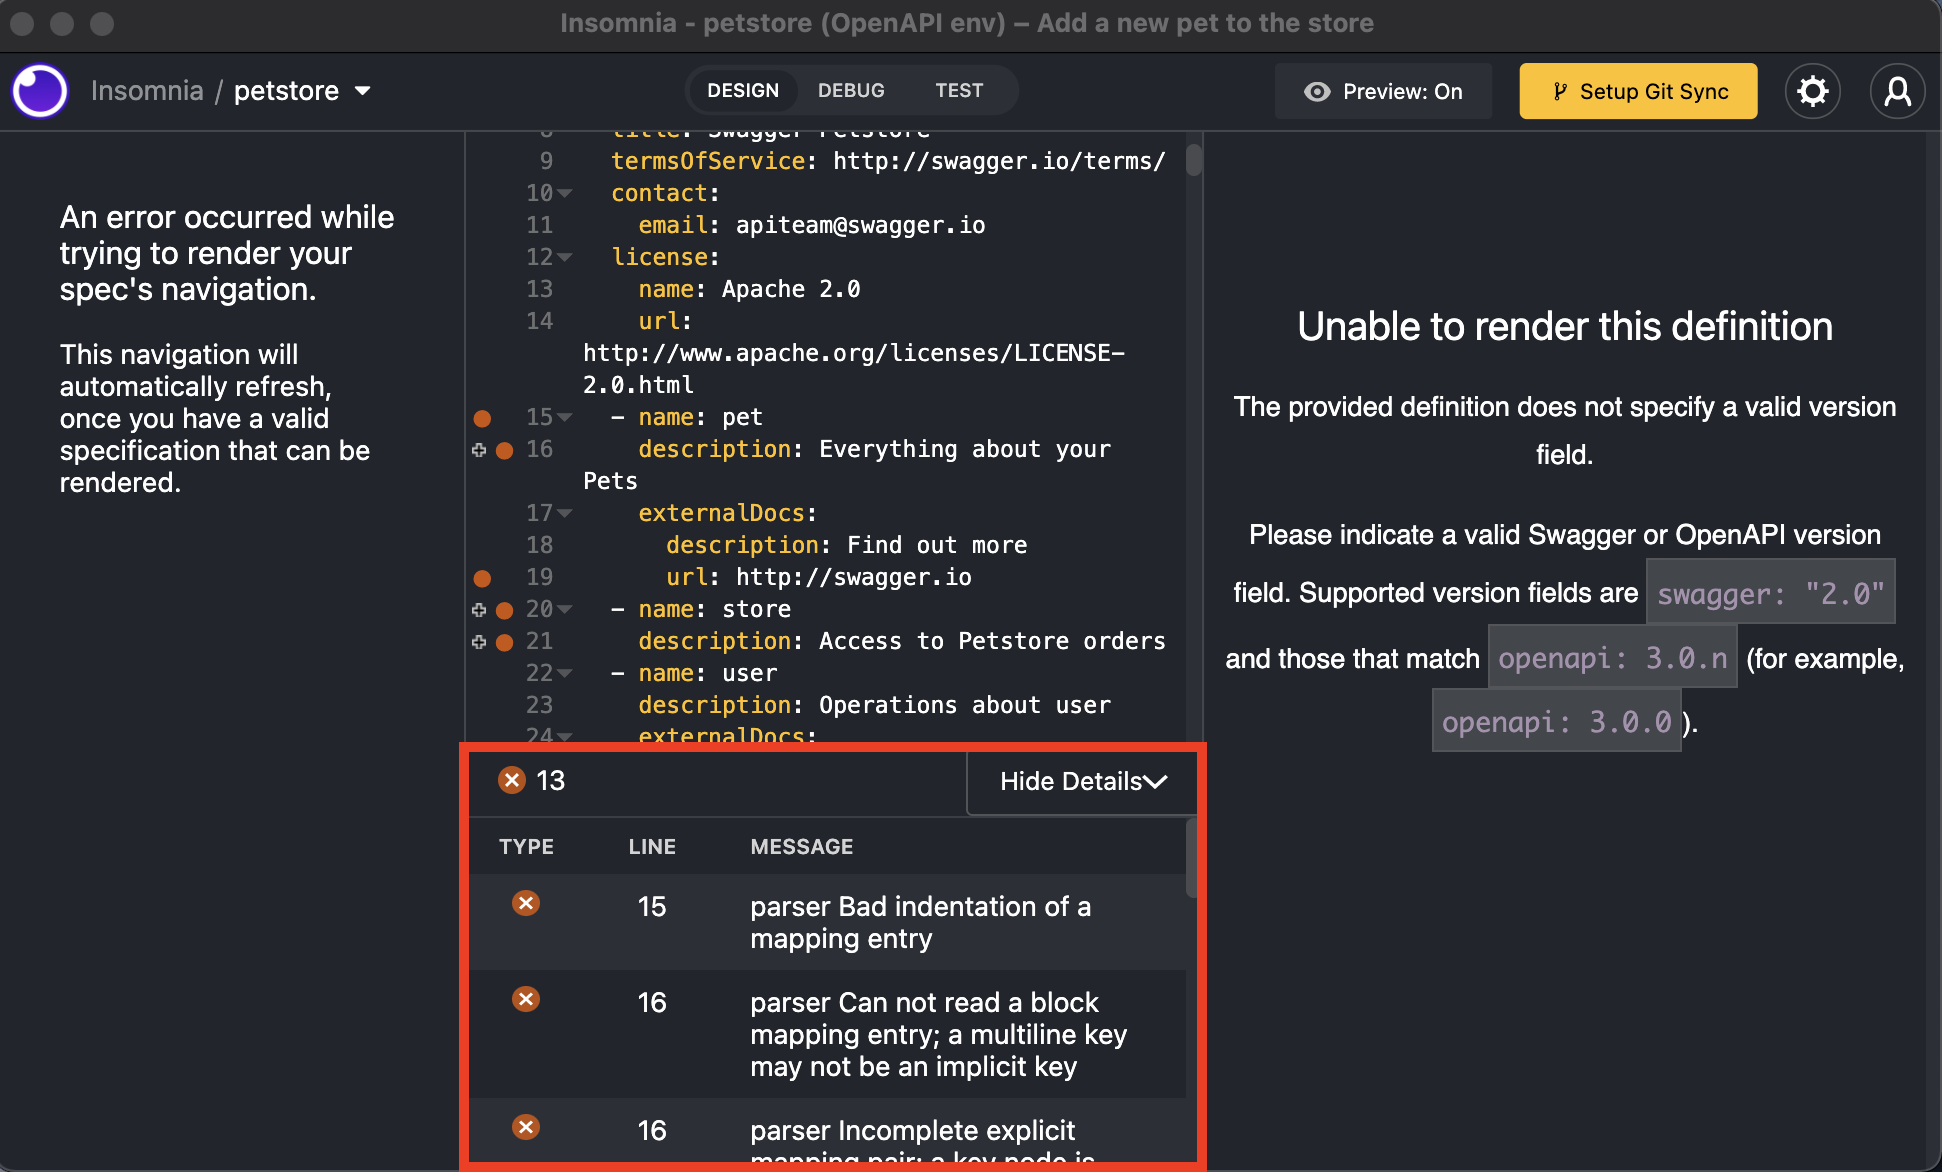 Insomnia - petstore (OpenAPI env) – Add a new pet to the store
Insomnia / petstore
DESIGN DEBUG TEST
Preview: On
Setup Git Sync
An error occurred while
trying to render your
spec's navigation.
This navigation will
automatically refresh,
once you have a valid
specification that can be
rendered.
8 title: Swagger Petstore
9 termsOfService: http://swagger.io/terms/
10 contact:
11 email: apiteam@swagger.io
12 license:
13 name: Apache 2.0
14 url:
http://www.apache.org/licenses/LICENSE-
2.0.html
15 - name: pet
16 description: Everything about your
Pets
17 externalDocs:
18 description: Find out more
19 url: http://swagger.io
20 - name: store
21 description: Access to Petstore orders
22 - name: user
23 description: Operations about user
24 externalDocs:
13
Hide Details
TYPE LINE MESSAGE
15 parser Bad indentation of a
mapping entry
16 parser Can not read a block
mapping entry; a multiline key
may not be an implicit key
16 parser Incomplete explicit
mapping pair; a key node is
Unable to render this definition
The provided definition does not specify a valid version
field.
Please indicate a valid Swagger or OpenAPI version
field. Supported version fields are swagger: "2.0"
and those that match openapi: 3.0.n (for example,
openapi: 3.0.0 ).